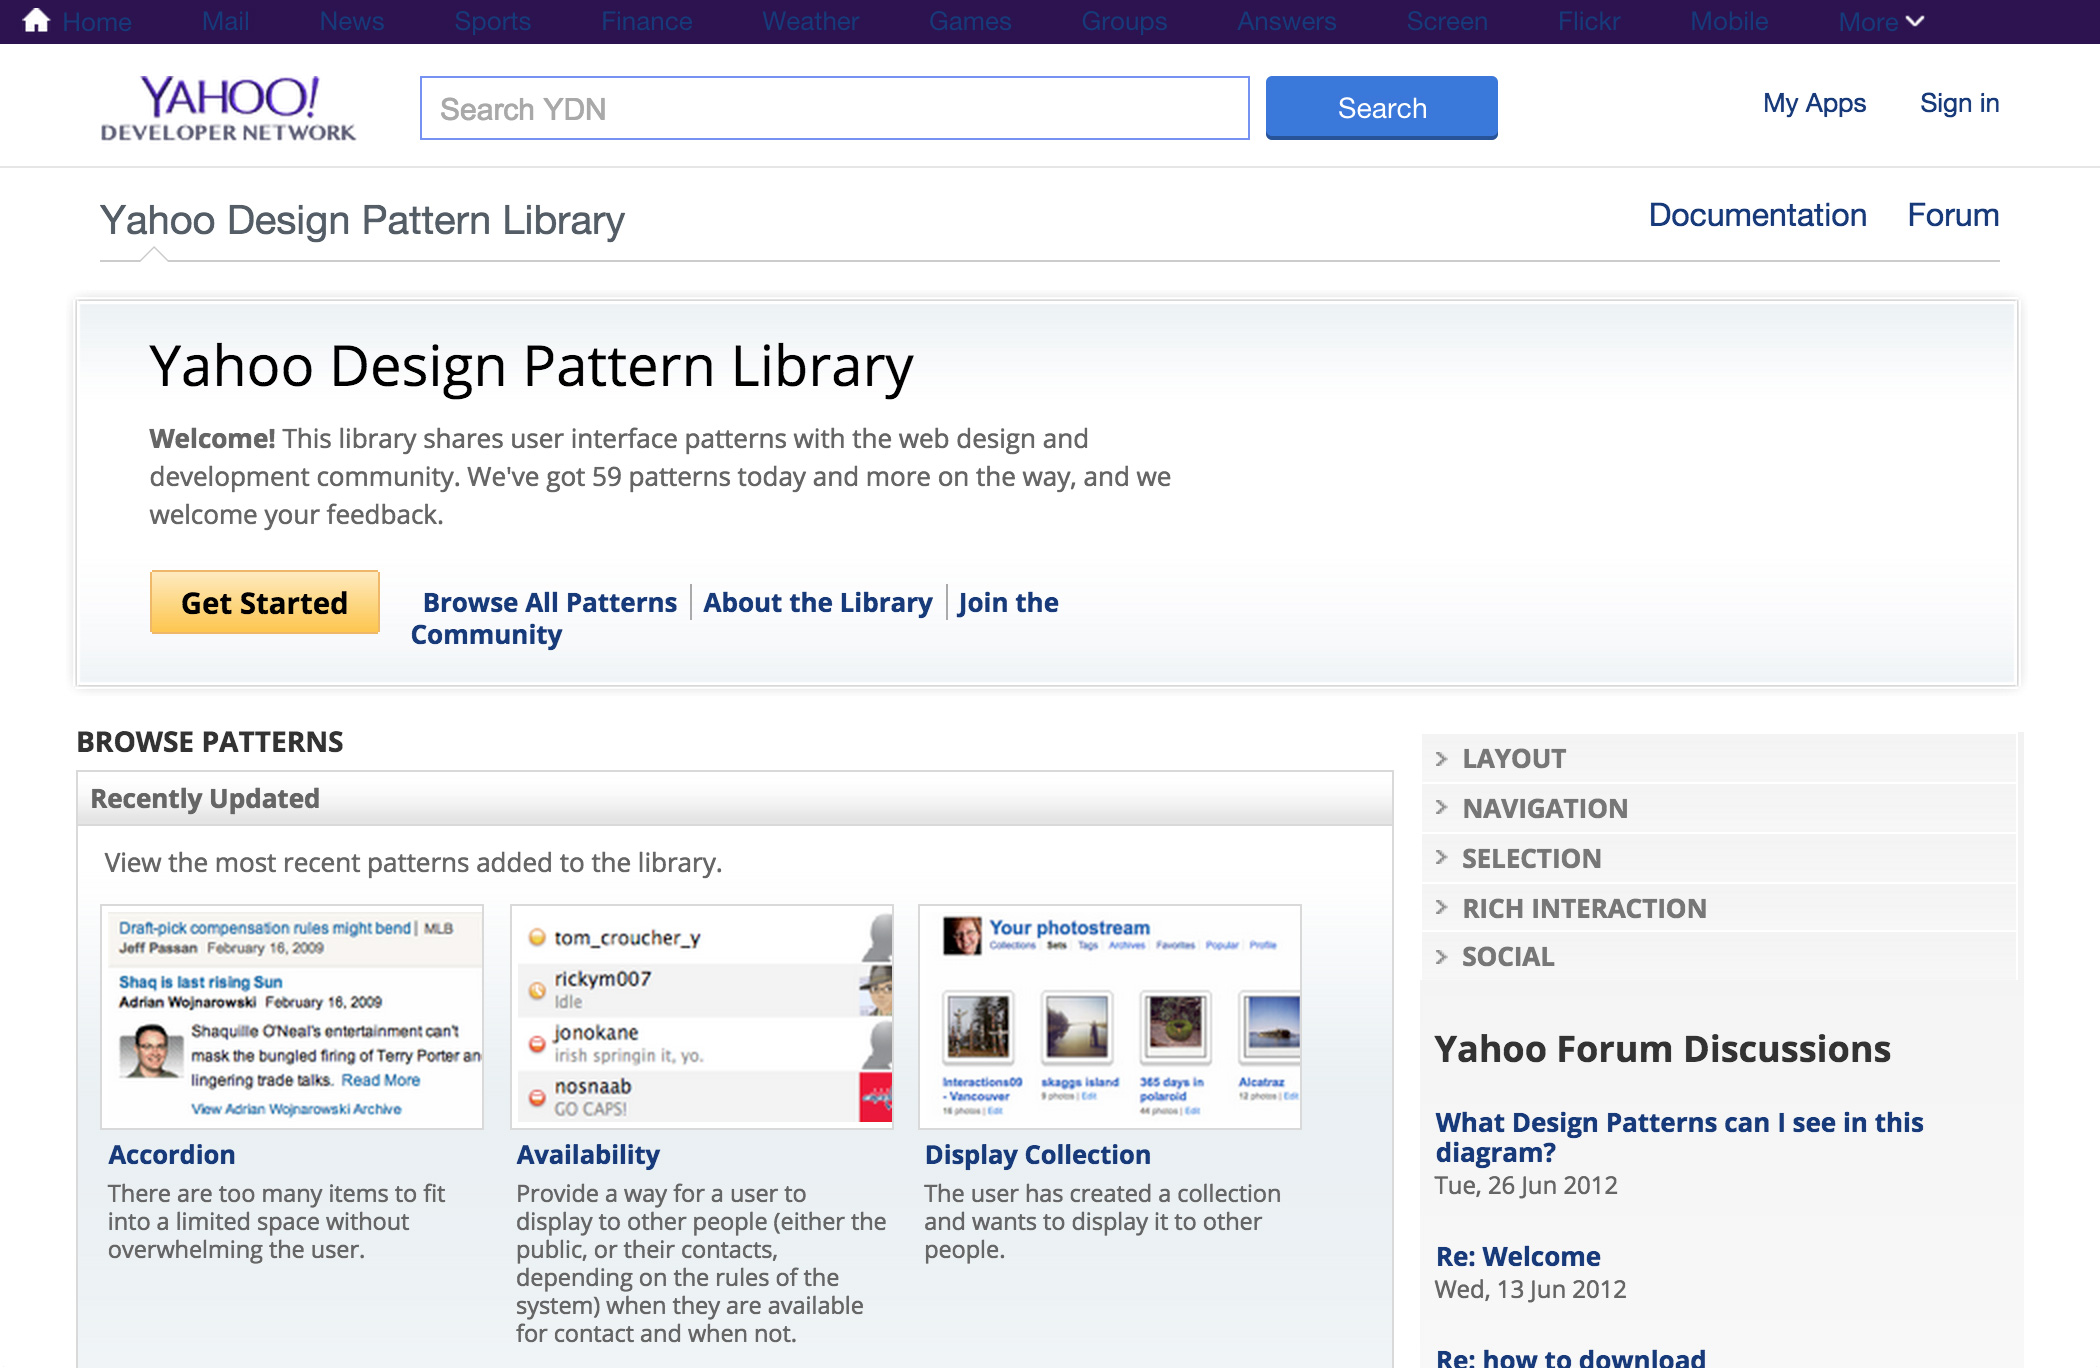 Home Mail News Sports Finance Weather Games Groups Answers Screen Flickr Mobile More
YAHOO!
DEVELOPER NETWORK
Search YDN
Search
My Apps Sign in
Yahoo Design Pattern Library
Documentation Forum
Yahoo Design Pattern Library
Welcome! This library shares user interface patterns with the web design and
development community. We've got 59 patterns today and more on the way, and we
welcome your feedback.
Get Started
Browse All Patterns About the Library Join the
Community
BROWSE PATTERNS
Recently Updated
View the most recent patterns added to the library.
Draft-pick compensation rules might bend | MLB
Jeff Passan February 16, 2009
Shaq is last rising Sun
Adrian Wojnarowski February 16, 2009
Shaquille O'Neal's entertainment can't
mask the bungled firing of Terry Porter an
lingering trade talks. Read More
View Adrian Wojnarowski Archive
Accordion
There are too many items to fit
into a limited space without
overwhelming the user.
tom_croucher_y
rickym007
Idle
jonokane
irish springin it, yo.
nosnaab
GO CAPS!
Availability
Provide a way for a user to
display to other people (either the
public, or their contacts,
depending on the rules of the
system) when they are available
for contact and when not.
Your photostream
Collections Sets Tags Archives Favorites Popular Profile
Interactions09
- Vancouver
16 photos | Edit
skaggs island
9 photos | Edit
365 days in
polaroid
44 photos | Edit
Alcatraz
12 photos | Edit
Display Collection
The user has created a collection
and wants to display it to other
people.
LAYOUT
NAVIGATION
SELECTION
RICH INTERACTION
SOCIAL
Yahoo Forum Discussions
What Design Patterns can I see in this
diagram?
Tue, 26 Jun 2012
Re: Welcome
Wed, 13 Jun 2012
Re: how to download